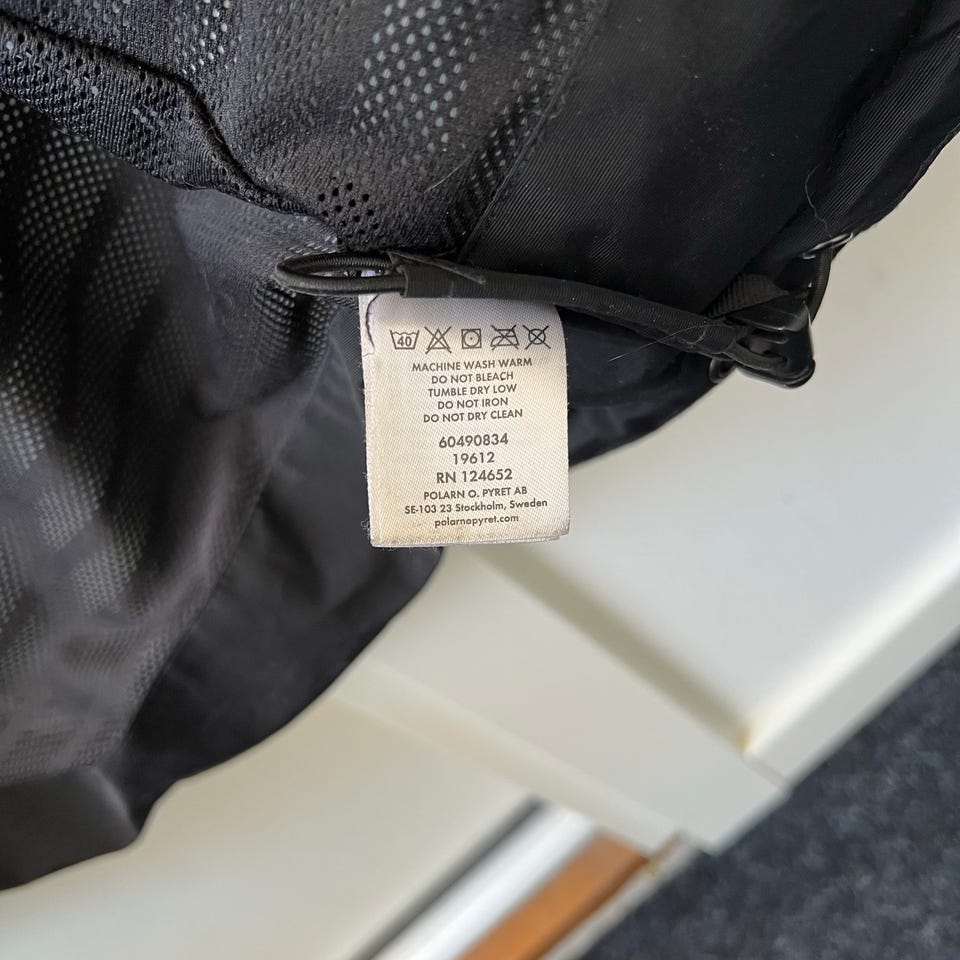 40
MACHINE WASH WARM
DO NOT BLEACH
TUMBLE DRY LOW
DO NOT IRON
DO NOT DRY CLEAN
60490834
19612
RN 124652
POLARN O. PYRET AB
SE-103 23 Stockholm, Sweden
polarnopyret.com